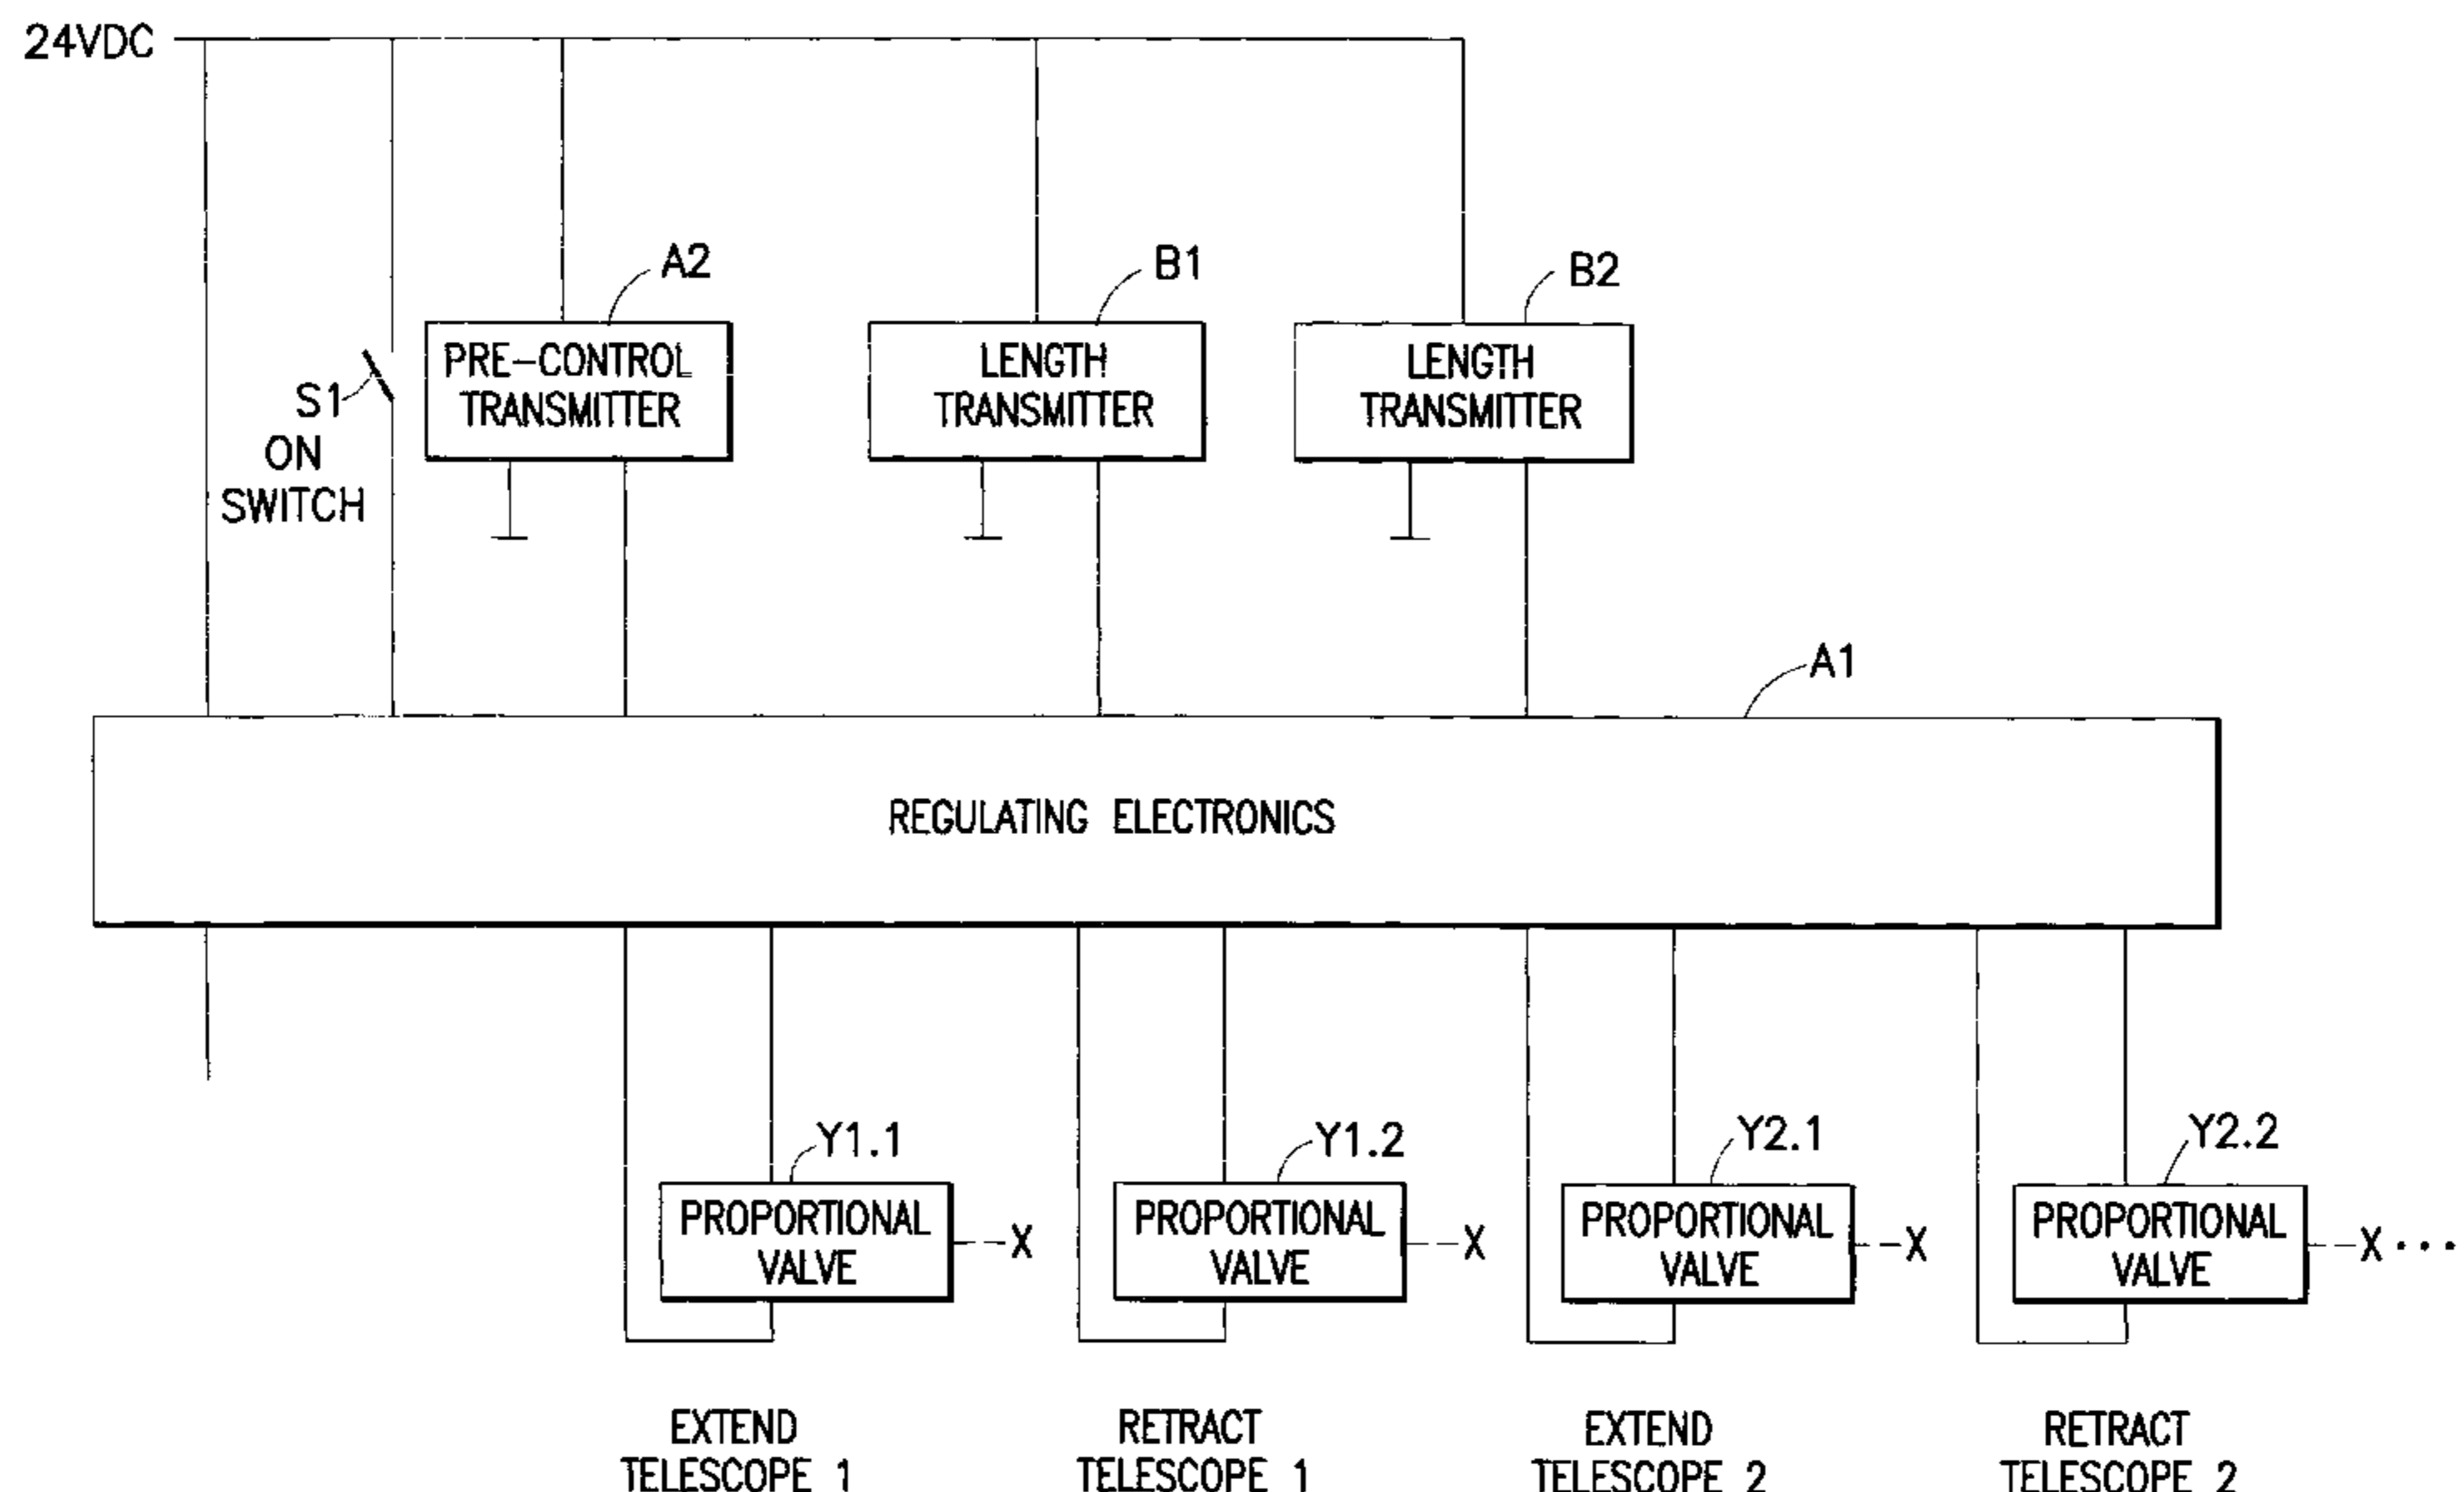 24VDC
A2
B1
B2
PRE-CONTROL
TRANSMITTER
LENGTH
TRANSMITTER
LENGTH
TRANSMITTER
S1
ON
SWITCH
A1
REGULATING ELECTRONICS
Y1.1
Y1.2
Y2.1
Y2.2
PROPORTIONAL
VALVE
X
PROPORTIONAL
VALVE
X
PROPORTIONAL
VALVE
X
PROPORTIONAL
VALVE
X...
EXTEND
TELESCOPE 1
RETRACT
TELESCOPE 1
EXTEND
TELESCOPE 2
RETRACT
TELESCOPE 2